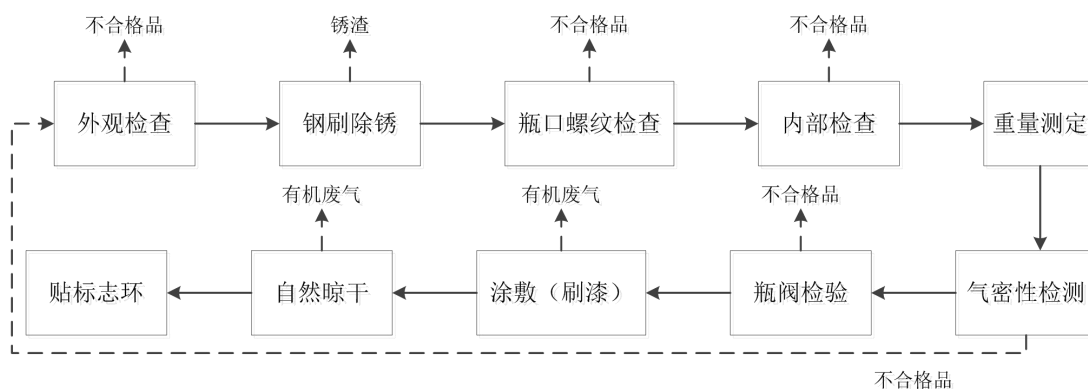 不合格品
锈渣
不合格品
不合格品
外观检查
钢刷除锈
瓶口螺纹检查
内部检查
重量测定
有机废气
有机废气
不合格品
贴标志环
自然晾干
涂敷（刷漆）
瓶阀检验
气密性检测
不合格品